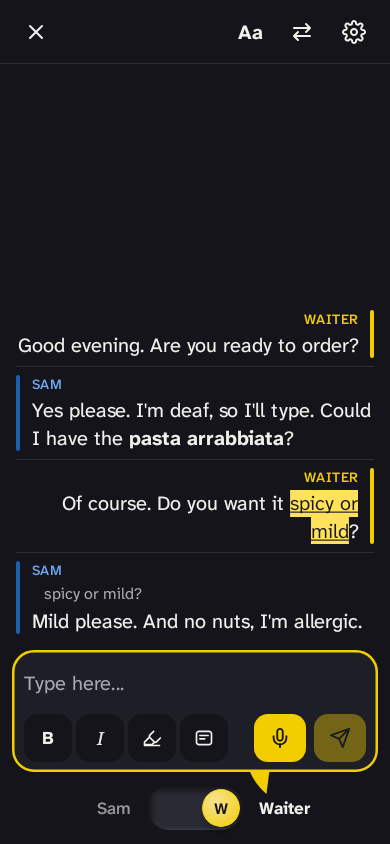 Aa
WAITER
Good evening. Are you ready to order?
SAM
Yes please. I'm deaf, so I'll type. Could
I have the pasta arrabbiata?
WAITER
Of course. Do you want it spicy or
mild?
SAM
spicy or mild?
Mild please. And no nuts, I'm allergic.
Type here...
B I
Sam W Waiter